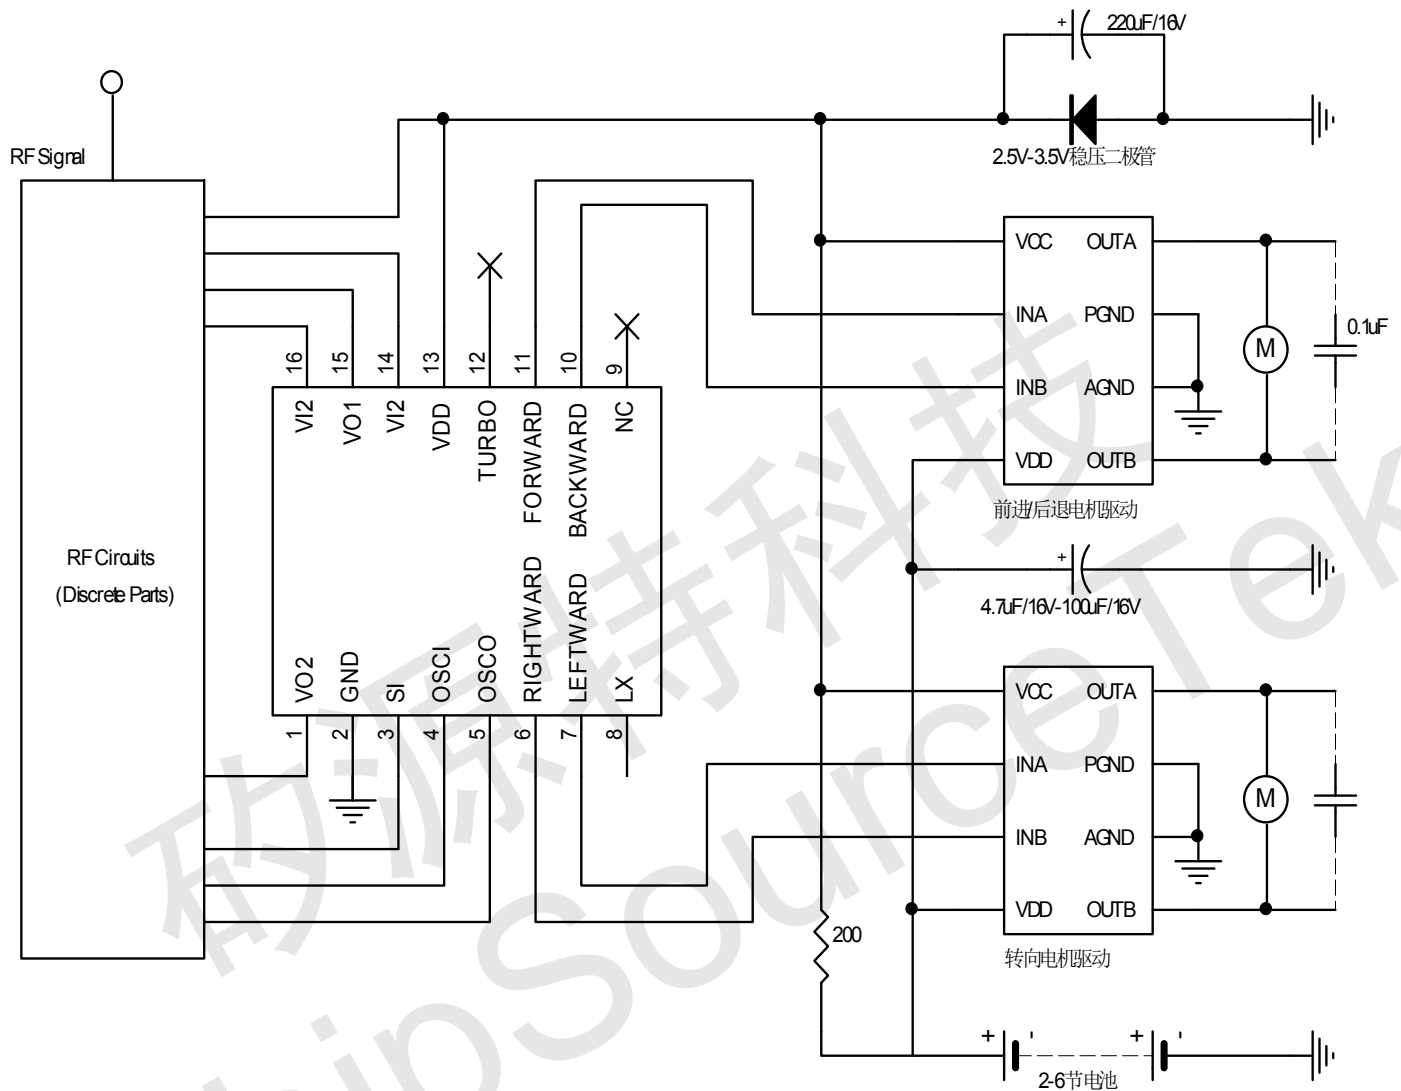 220uF/16V
+
RF Signal
2.5V-3.5V稳压二极管
VCC OUTA
INA PGND
0.1uF
M
INB AGND
VDD OUTB
前进/后退电机驱动
16 15 14 13 12 11 10 9
VI2 VO1 VI2 VDD TURBO FORWARD BACKWARD NC
RF Circuits
(Discrete Parts)
+
4.7uF/16V-100uF/16V
VO2 GND SI OSCI OSCO RIGHTWARD LEFTWARD LX
1 2 3 4 5 6 7 8
VCC OUTA
INA PGND
M
INB AGND
VDD OUTB
200
转向电机驱动
+ - + -
2-6节电池
矽源特科技
ChipSourceTek